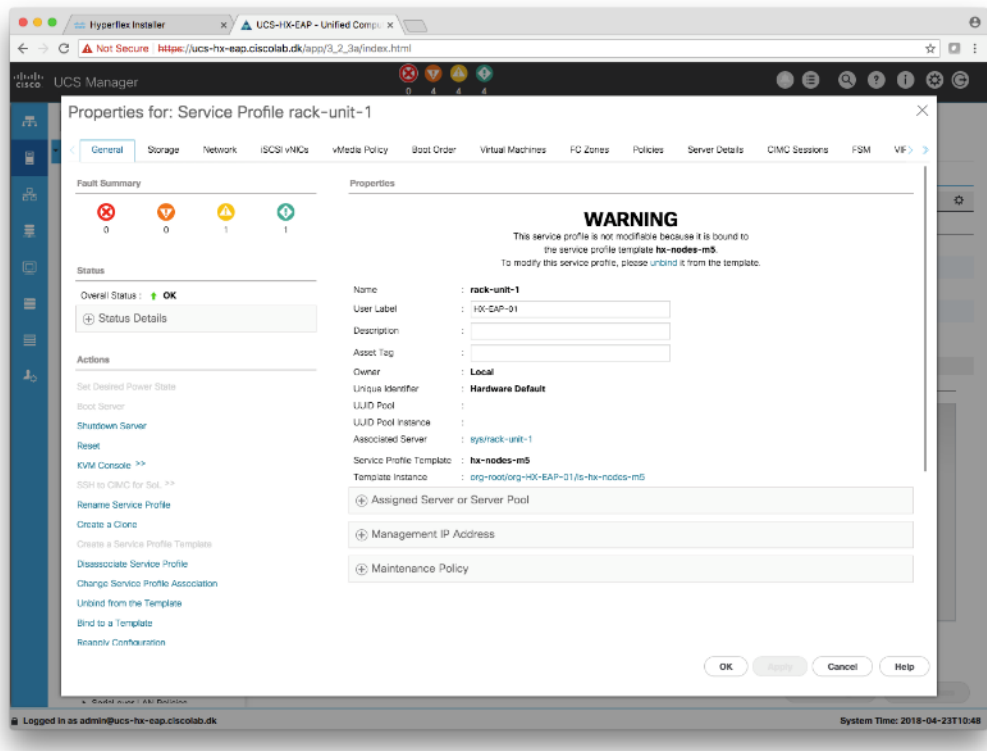 Hyperflex Installer
UCS-HX-EAP - Unified Compu
Not Secure https://ucs-hx-eap.ciscolab.dk/app/3_2_3a/index.html
cisco UCS Manager
0 4 4 4
Properties for: Service Profile rack-unit-1
General Storage Network iSCSI vNICs vMedia Policy Boot Order Virtual Machines FC Zones Policies Server Details CIMC Sessions FSM VIF
Fault Summary
0 0 1 1
Status
Overall Status : OK
Status Details
Actions
Set Desired Power State
Boot Server
Shutdown Server
Reset
KVM Console >>
SSH to CIMC for SoL >>
Rename Service Profile
Create a Clone
Create a Service Profile Template
Disassociate Service Profile
Change Service Profile Association
Unbind from the Template
Bind to a Template
Reapply Configuration
Properties
WARNING
This service profile is not modifiable because it is bound to
the service profile template hx-nodes-m5.
To modify this service profile, please unbind it from the template.
Name : rack-unit-1
User Label : HX-EAP-01
Description :
Asset Tag :
Owner : Local
Unique Identifier : Hardware Default
UUID Pool :
UUID Pool Instance :
Associated Server : sys/rack-unit-1
Service Profile Template : hx-nodes-m5
Template Instance : org-root/org-HX-EAP-01/ls-hx-nodes-m5
Assigned Server or Server Pool
Management IP Address
Maintenance Policy
OK Apply Cancel Help
Logged in as admin@ucs-hx-eap.ciscolab.dk
System Time: 2018-04-23T10:48